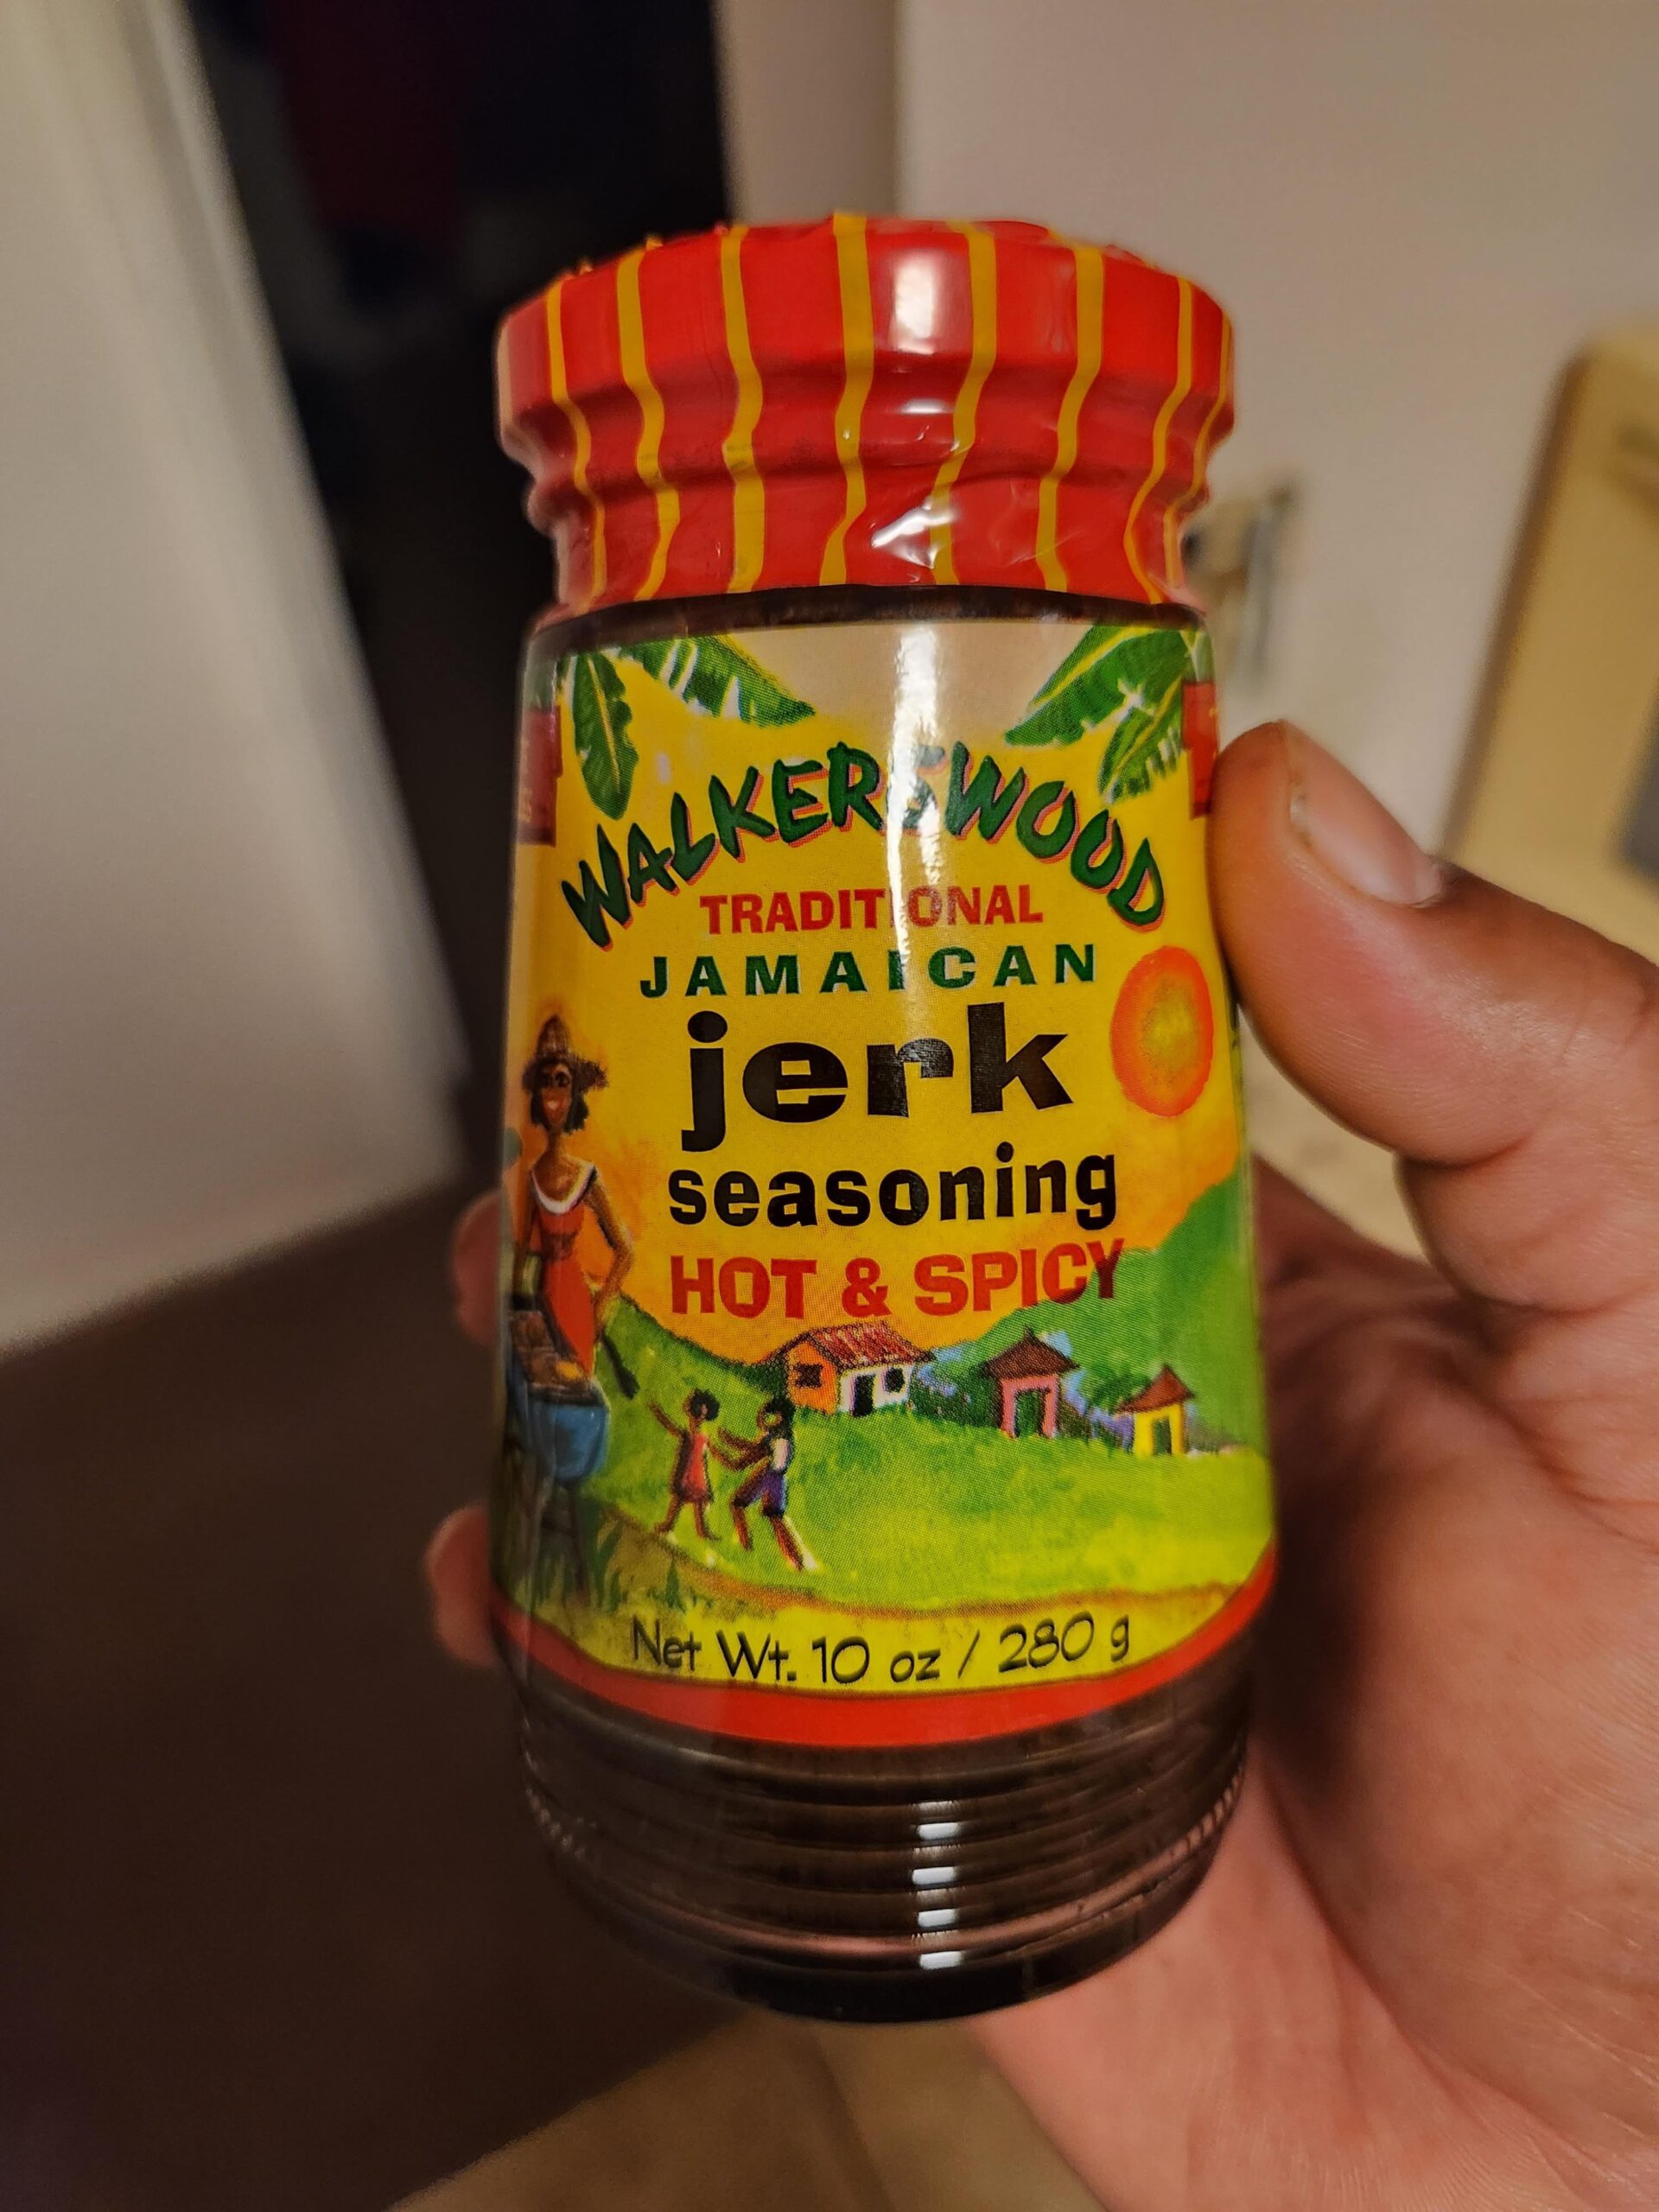 WALKERSWOOD
TRADITIONAL
JAMAICAN
jerk
seasoning
HOT & SPICY
Net Wt. 10 oz / 280 g